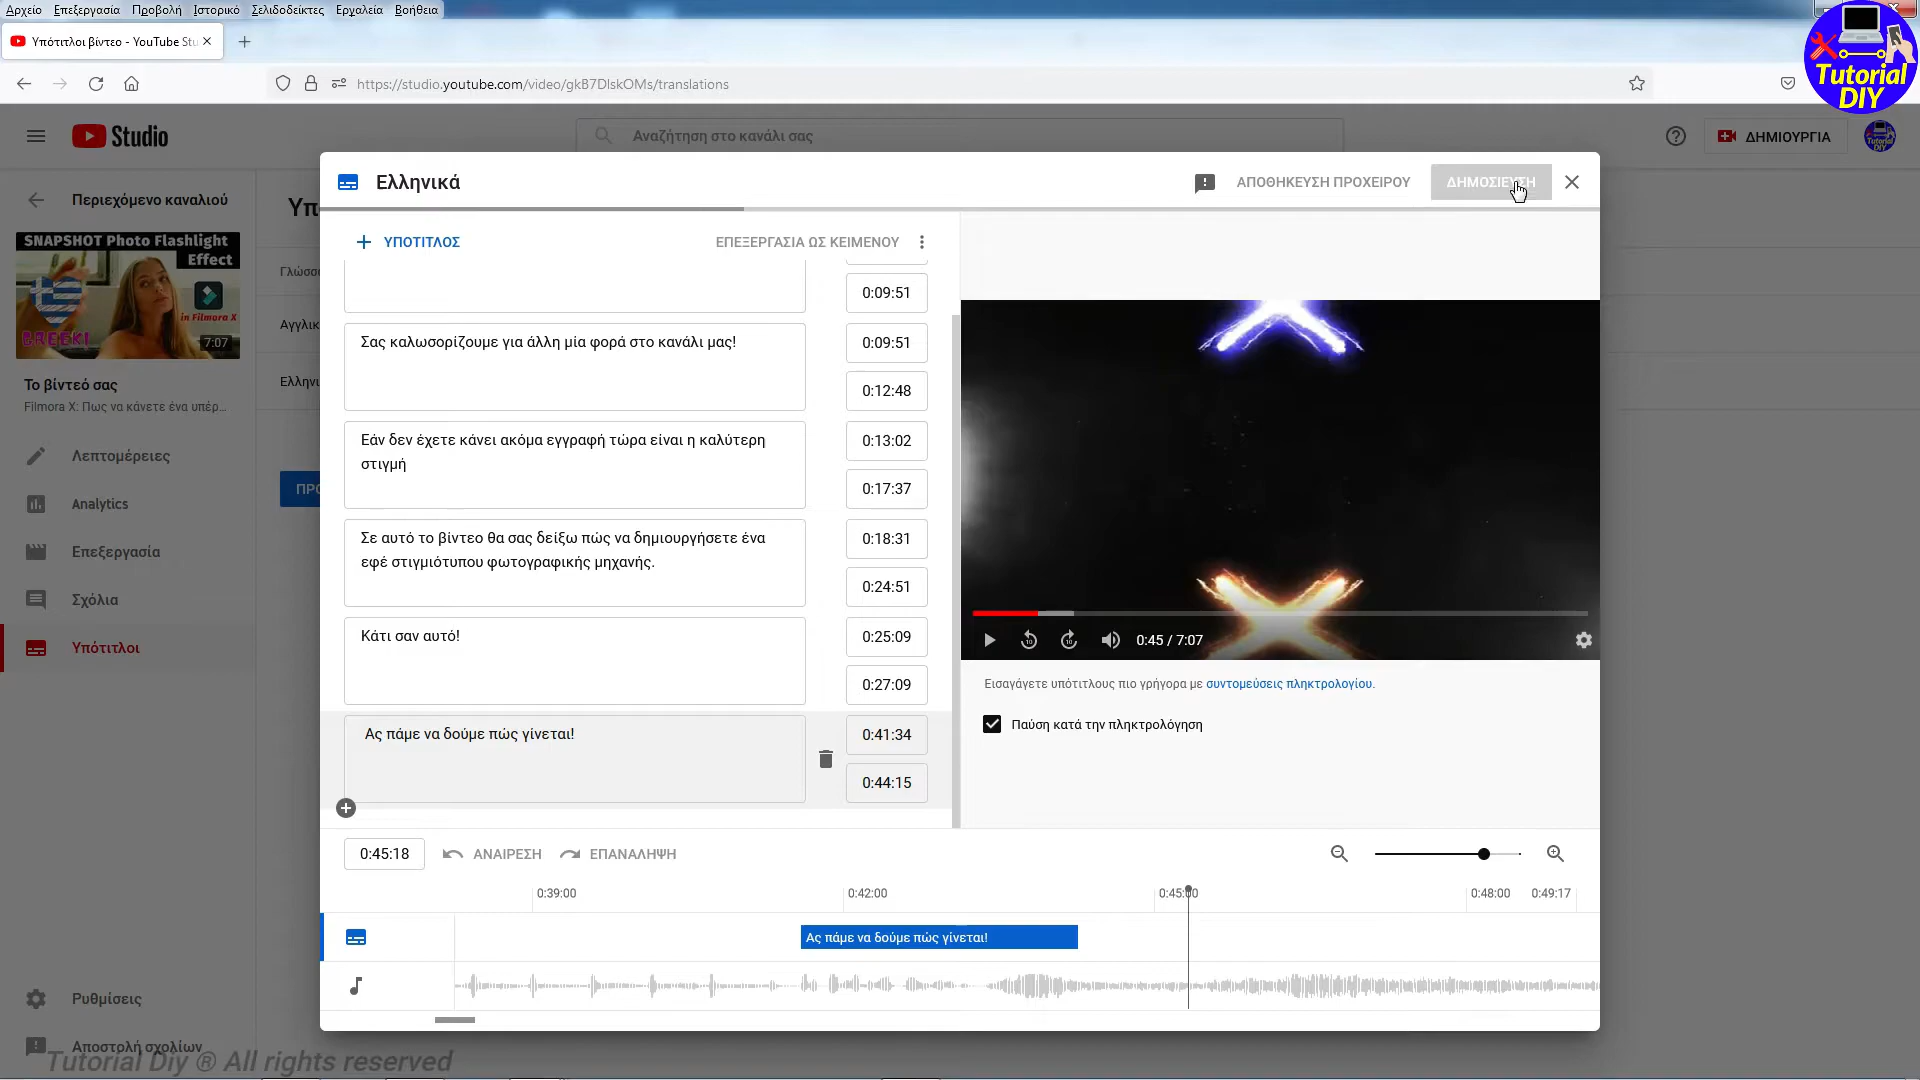 Αρχείο Επεξεργασία Προβολή Ιστορικό Σελιδοδείκτες Εργαλεία Βοήθεια
Υπότιτλοι βίντεο - YouTube Stu
https://studio.youtube.com/video/gkB7DlskOMs/translations
Tutorial
DIY
Studio
Αναζήτηση στο κανάλι σας
ΔΗΜΙΟΥΡΓΙΑ
Περιεχόμενο καναλιού
SNAPSHOT Photo Flashlight
Effect
in Filmora X
GREEK!
7:07
Το βίντεό σας
Filmora X: Πως να κάνετε ένα υπέρ...
Λεπτομέρειες
Analytics
Επεξεργασία
Σχόλια
Υπότιτλοι
Ρυθμίσεις
Αποστολή σχολίων
Υπ
Γλώσσ
Αγγλικ
Ελληνι
ΠΡΟ
Ελληνικά
ΑΠΟΘΗΚΕΥΣΗ ΠΡΟΧΕΙΡΟΥ
ΔΗΜΟΣΙΕΥΣΗ
ΥΠΟΤΙΤΛΟΣ
ΕΠΕΞΕΡΓΑΣΙΑ ΩΣ ΚΕΙΜΕΝΟΥ
0:09:51
Σας καλωσορίζουμε για άλλη μία φορά στο κανάλι μας!
0:09:51
0:12:48
Εάν δεν έχετε κάνει ακόμα εγγραφή τώρα είναι η καλύτερη
στιγμή
0:13:02
0:17:37
Σε αυτό το βίντεο θα σας δείξω πώς να δημιουργήσετε ένα
εφέ στιγμιότυπου φωτογραφικής μηχανής.
0:18:31
0:24:51
Κάτι σαν αυτό!
0:25:09
0:27:09
Ας πάμε να δούμε πώς γίνεται!
0:41:34
0:44:15
0:45 / 7:07
Εισαγάγετε υπότιτλους πιο γρήγορα με συντομεύσεις πληκτρολογίου.
Παύση κατά την πληκτρολόγηση
0:45:18
ΑΝΑΙΡΕΣΗ
ΕΠΑΝΑΛΗΨΗ
0:39:00
0:42:00
0:45:00
0:48:00
0:49:17
Ας πάμε να δούμε πώς γίνεται!
Tutorial Diy ® All rights reserved